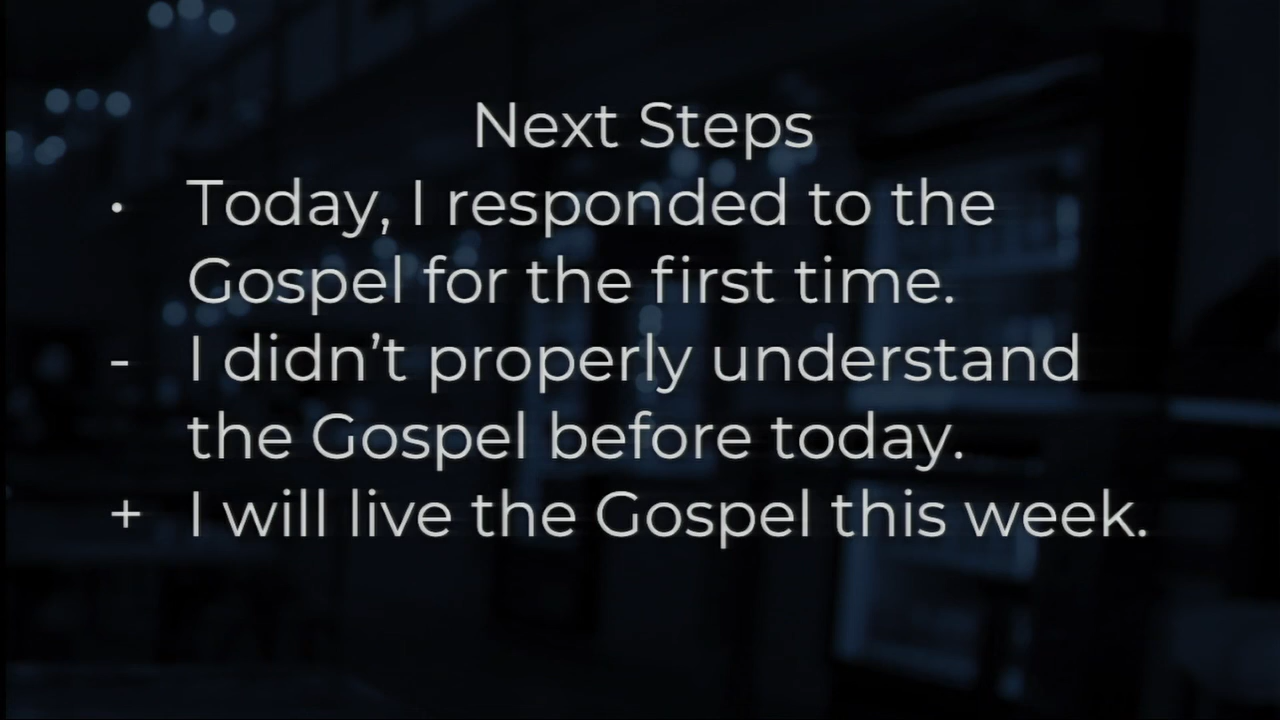 Next Steps
• Today, I responded to the
Gospel for the first time.
- I didn’t properly understand
the Gospel before today.
+ I will live the Gospel this week.